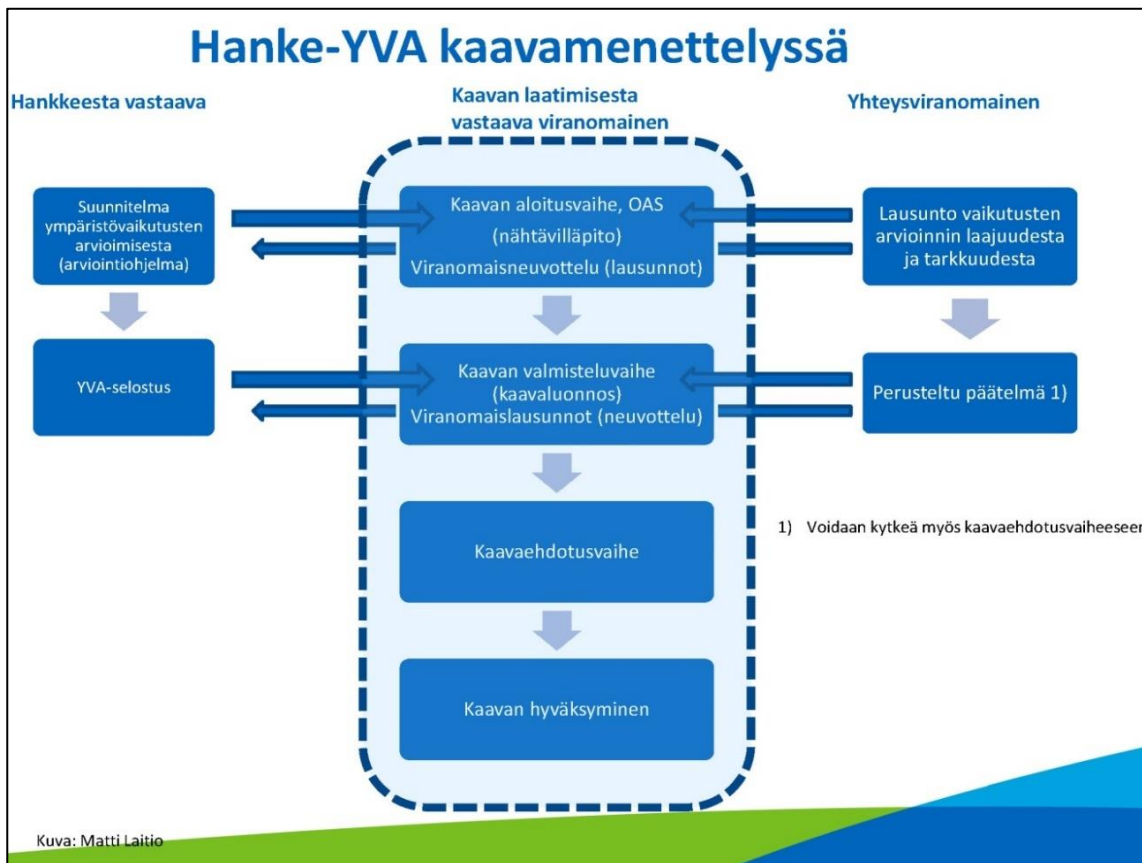 Hanke-YVA kaavamenettelyssä
Hankkeesta vastaava
Kaavan laatimisesta
vastaava viranomainen
Yhteysviranomainen
Suunnitelma
ympäristövaikutusten
arvioimisesta
(arviointiohjelma)
Kaavan aloitusvaihe, OAS
(nähtävilläpito)
Viranomaisneuvottelu (lausunnot)
Lausunto vaikutusten
arvioinnin laajuudesta
ja tarkkuudesta
YVA-selostus
Kaavan valmisteluvaihe
(kaavaluonnos)
Viranomaislausunnot (neuvottelu)
Perusteltu päätelmä 1)
Kaavaehdotusvaihe
1) Voidaan kytkeä myös kaavaehdotusvaiheeseen
Kaavan hyväksyminen
Kuva: Matti Laitio